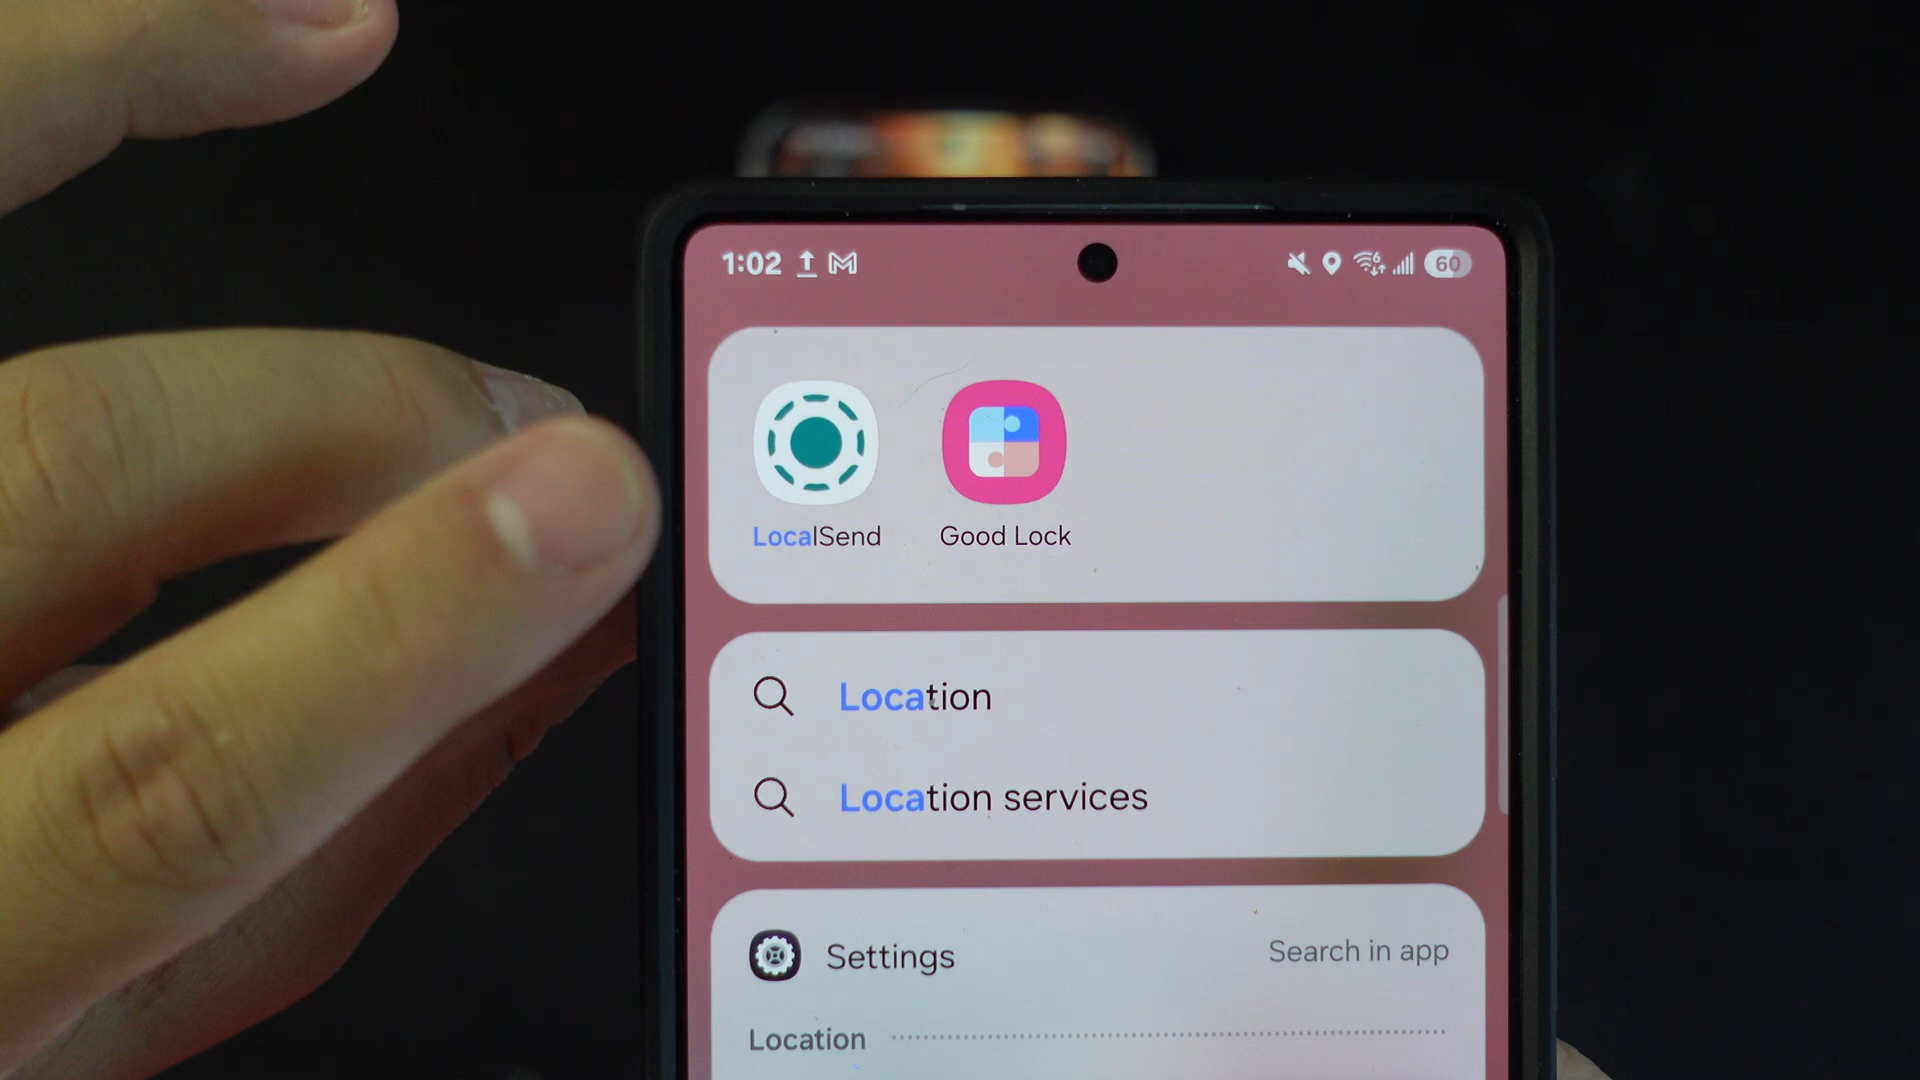 1:02 60
LocalSend Good Lock
Location
Location services
Settings Search in app
Location